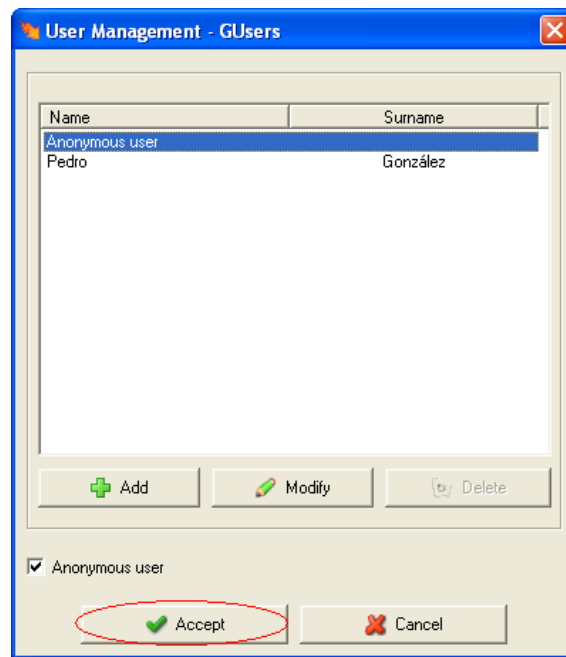 User Management - GUsers
Name Surname
Anonymous user
Pedro González
Add Modify Delete
Anonymous user
Accept Cancel